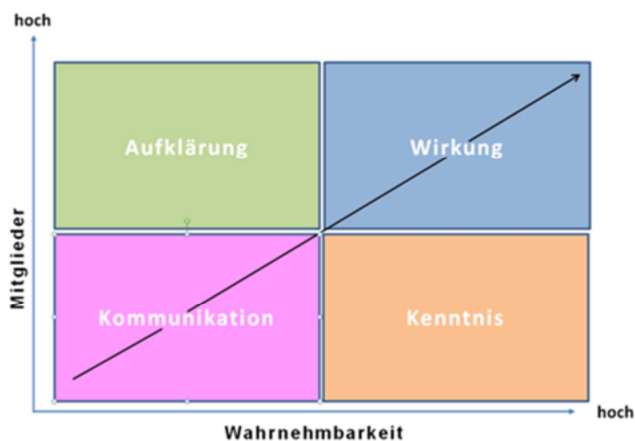 hoch
Aufklärung
Wirkung
Mitglieder
Kommunikation
Kenntnis
hoch
Wahrnehmbarkeit